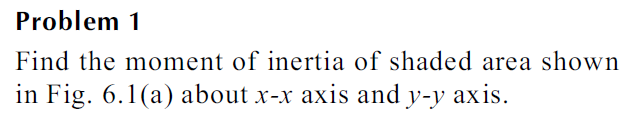 Problem 1
Find the moment of inertia of shaded area shown
in Fig. 6.1(a) about x-x axis and y-y axis.